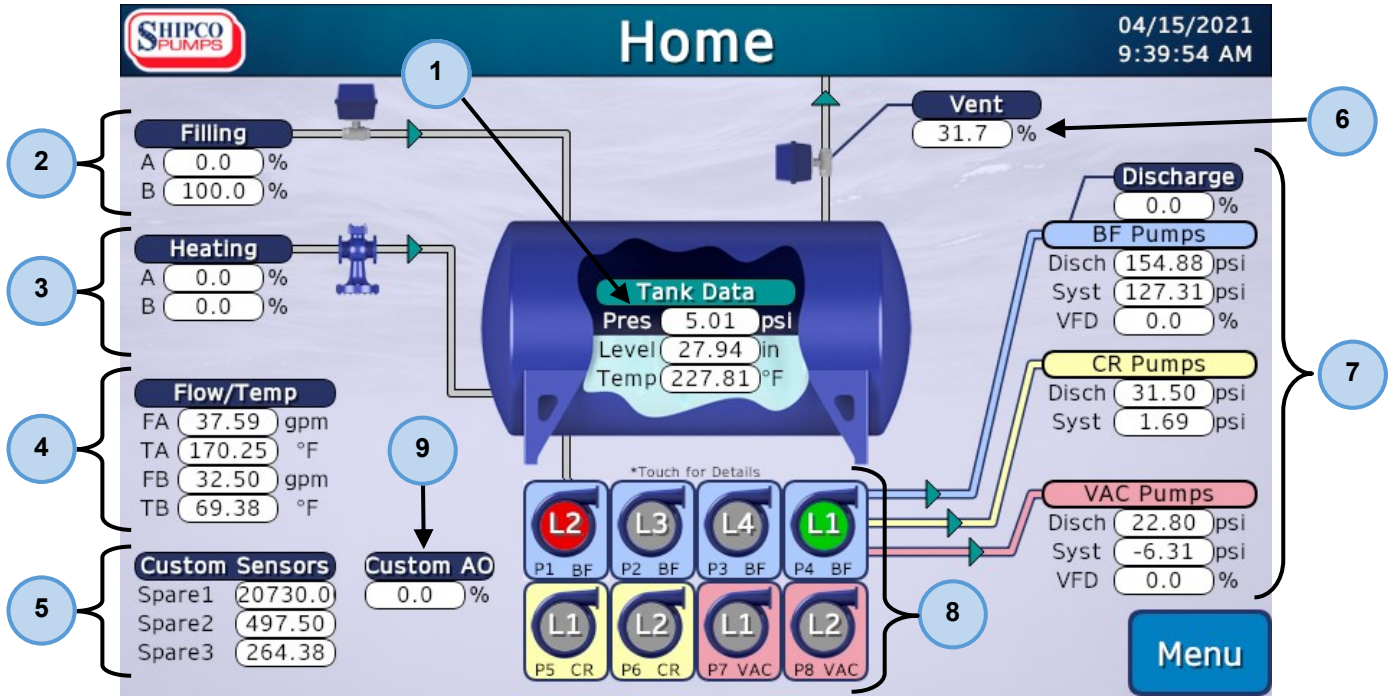 SHIPCO
PUMPS
Home
04/15/2021
9:39:54 AM
1
2
Filling
A 0.0 %
B 100.0 %
Vent
31.7 %
6
3
Heating
A 0.0 %
B 0.0 %
Tank Data
Pres 5.01 psi
Level 27.94 in
Temp 227.81 °F
Discharge
0.0 %
BF Pumps
Disch 154.88 psi
Syst 127.31 psi
VFD 0.0 %
CR Pumps
Disch 31.50 psi
Syst 1.69 psi
VAC Pumps
Disch 22.80 psi
Syst -6.31 psi
VFD 0.0 %
7
4
Flow/Temp
FA 37.59 gpm
TA 170.25 °F
FB 32.50 gpm
TB 69.38 °F
9
5
Custom Sensors
Spare1 20730.0
Spare2 497.50
Spare3 264.38
Custom AO
0.0 %
*Touch for Details
L2 L3 L4 L1
P1 BF P2 BF P3 BF P4 BF
L1 L2 L1 L2
P5 CR P6 CR P7 VAC P8 VAC
8
Menu